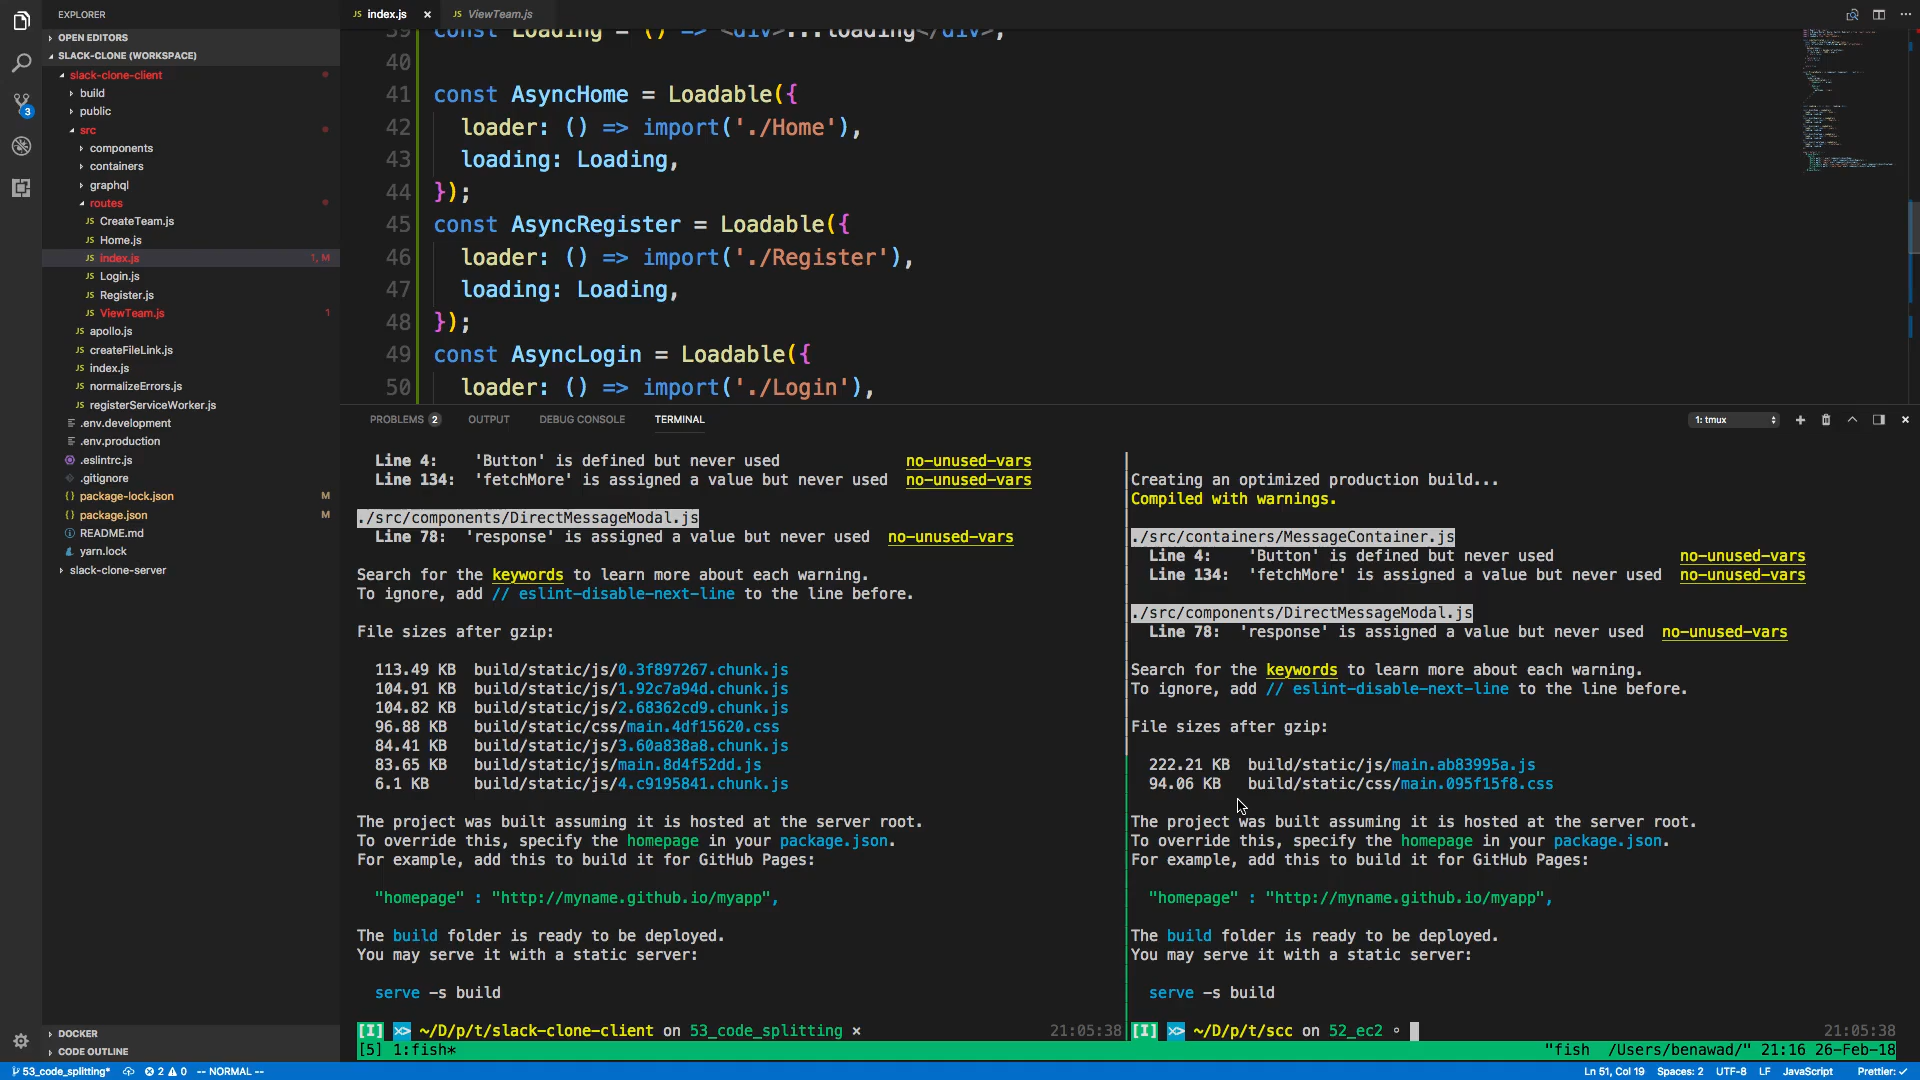 EXPLORER
OPEN EDITORS
SLACK-CLONE (WORKSPACE)
slack-clone-client
build
public
src
components
containers
graphql
routes
JS CreateTeam.js
JS Home.js
JS index.js 1, M
JS Login.js
JS Register.js
JS ViewTeam.js 1
JS apollo.js
JS createFileLink.js
JS index.js
JS normalizeErrors.js
JS registerServiceWorker.js
.env.development
.env.production
.eslintrc.js
.gitignore
{} package-lock.json M
{} package.json M
README.md
yarn.lock
slack-clone-server
DOCKER
CODE OUTLINE
3
JS index.js × JS ViewTeam.js
39 const Loading = () => <div>...loading</div>;
40
41 const AsyncHome = Loadable({
42 loader: () => import('./Home'),
43 loading: Loading,
44 });
45 const AsyncRegister = Loadable({
46 loader: () => import('./Register'),
47 loading: Loading,
48 });
49 const AsyncLogin = Loadable({
50 loader: () => import('./Login'),
PROBLEMS 2 OUTPUT DEBUG CONSOLE TERMINAL 1: tmux
Line 4: 'Button' is defined but never used no-unused-vars
Line 134: 'fetchMore' is assigned a value but never used no-unused-vars
./src/components/DirectMessageModal.js
Line 78: 'response' is assigned a value but never used no-unused-vars
Search for the keywords to learn more about each warning.
To ignore, add // eslint-disable-next-line to the line before.
File sizes after gzip:
113.49 KB build/static/js/0.3f897267.chunk.js
104.91 KB build/static/js/1.92c7a94d.chunk.js
104.82 KB build/static/js/2.68362cd9.chunk.js
96.88 KB build/static/css/main.4df15620.css
84.41 KB build/static/js/3.60a838a8.chunk.js
83.65 KB build/static/js/main.8d4f52dd.js
6.1 KB build/static/js/4.c9195841.chunk.js
The project was built assuming it is hosted at the server root.
To override this, specify the homepage in your package.json.
For example, add this to build it for GitHub Pages:
"homepage" : "http://myname.github.io/myapp",
The build folder is ready to be deployed.
You may serve it with a static server:
serve -s build
[I] ~/D/p/t/slack-clone-client on 53_code_splitting × 21:05:38
Creating an optimized production build...
Compiled with warnings.
./src/containers/MessageContainer.js
Line 4: 'Button' is defined but never used no-unused-vars
Line 134: 'fetchMore' is assigned a value but never used no-unused-vars
./src/components/DirectMessageModal.js
Line 78: 'response' is assigned a value but never used no-unused-vars
Search for the keywords to learn more about each warning.
To ignore, add // eslint-disable-next-line to the line before.
File sizes after gzip:
222.21 KB build/static/js/main.ab83995a.js
94.06 KB build/static/css/main.095f15f8.css
The project was built assuming it is hosted at the server root.
To override this, specify the homepage in your package.json.
For example, add this to build it for GitHub Pages:
"homepage" : "http://myname.github.io/myapp",
The build folder is ready to be deployed.
You may serve it with a static server:
serve -s build
[I] ~/D/p/t/scc on 52_ec2 ∘ 21:05:38
[5] 1:fish* "fish /Users/benawad/" 21:16 26-Feb-18
53_code_splitting* 2 0 -- NORMAL -- Ln 51, Col 19 Spaces: 2 UTF-8 LF JavaScript Prettier: ✓